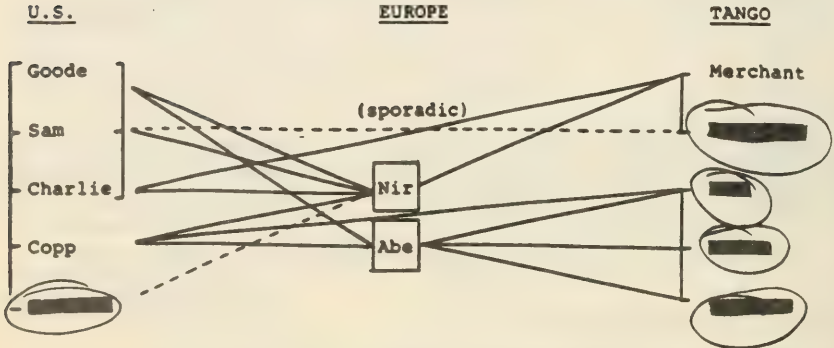 U.S. EUROPE TANGO
Goode Merchant
(sporadic)
Sam
Charlie Nir
Copp Abe